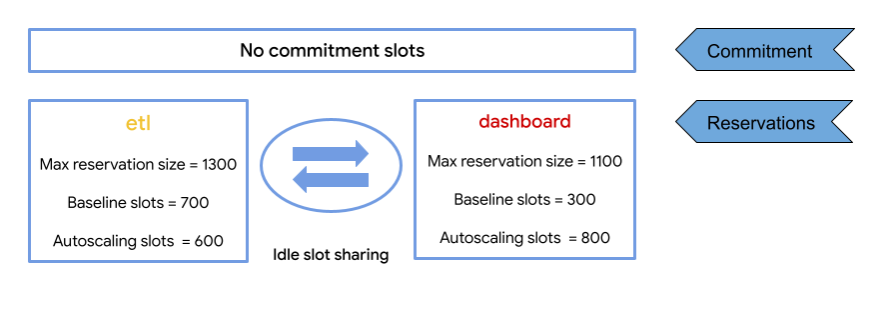 No commitment slots
Commitment
etl
Max reservation size = 1300
Baseline slots = 700
Autoscaling slots = 600
Idle slot sharing
dashboard
Max reservation size = 1100
Baseline slots = 300
Autoscaling slots = 800
Reservations